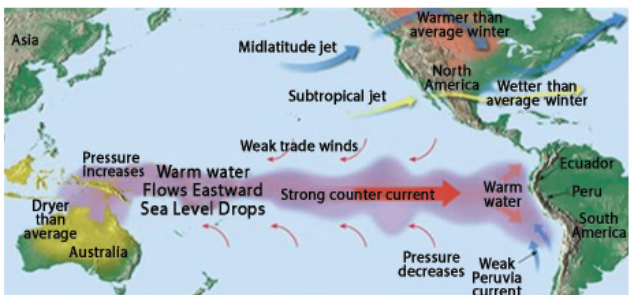 Asia
Midlatitude jet
Warmer than
average winter
North
America
Wetter than
average winter
Subtropical jet
Weak trade winds
Pressure
increases
Warm water
Flows Eastward
Sea Level Drops
Strong counter current
Warm
water
Ecuador
Peru
South
America
Dryer
than
average
Australia
Pressure
decreases
Weak
Peruvia
current